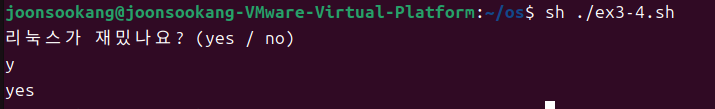 joonsookang@joonsookang-VMware-Virtual-Platform:~/os$ sh ./ex3-4.sh
리눅스가 재밌나요? (yes / no)
y
yes